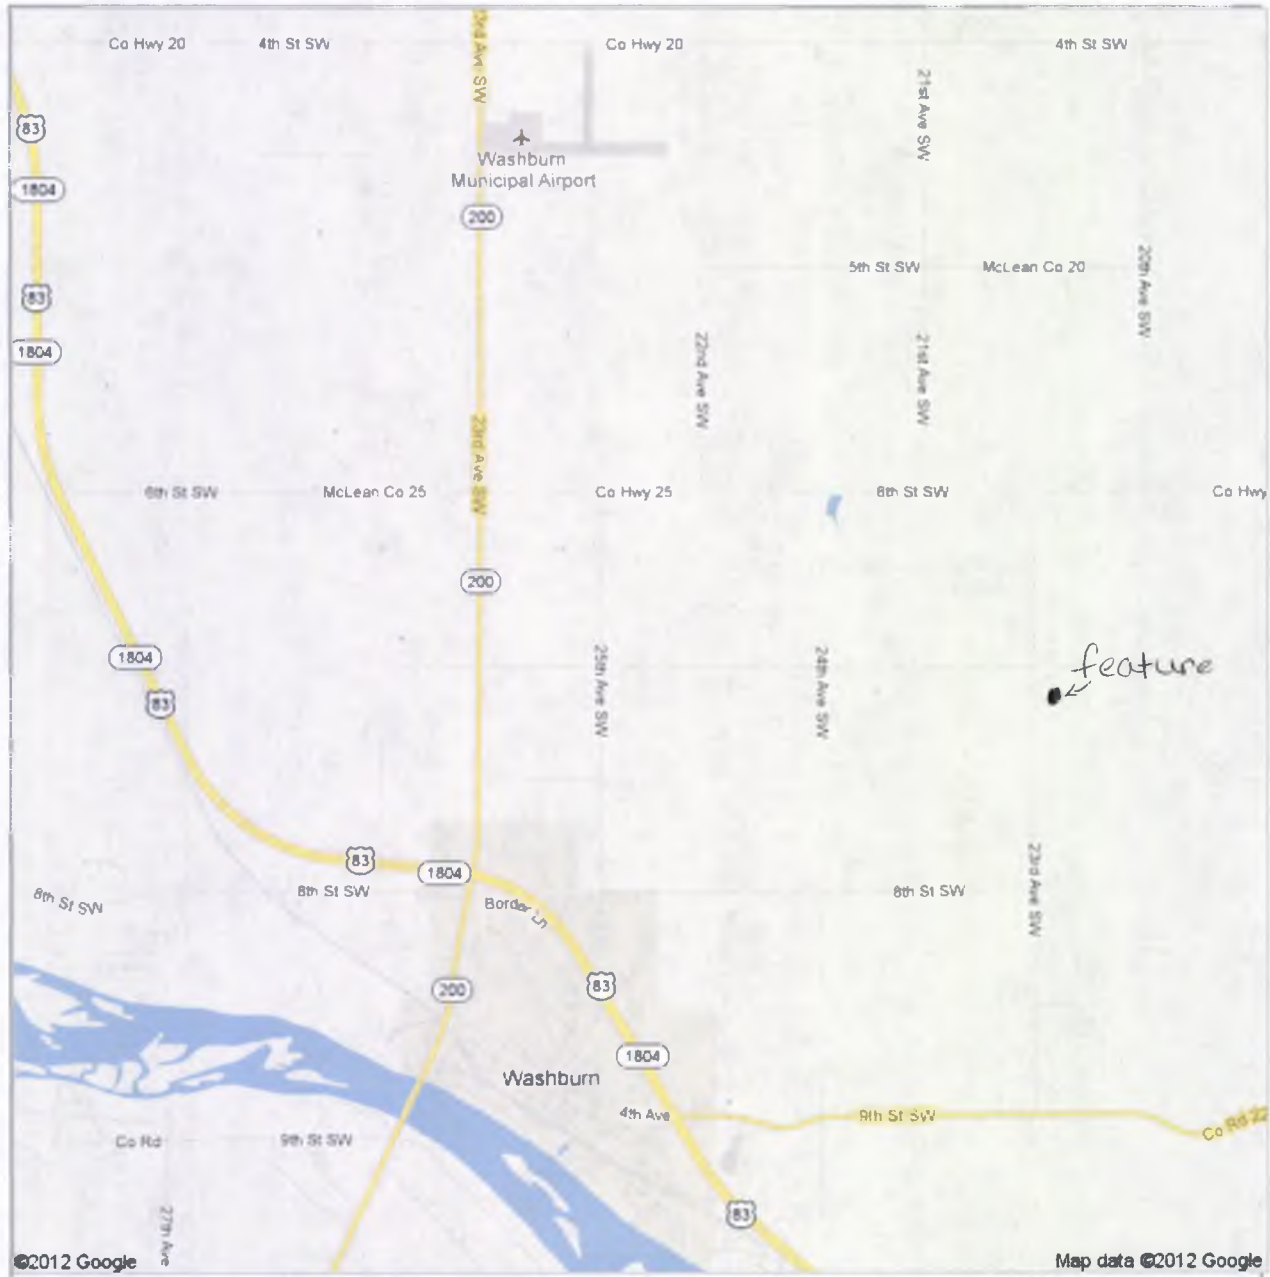 Co Hwy 20
4th St SW
23rd Ave SW
Co Hwy 20
4th St SW
83
21st Ave SW
Washburn
Municipal Airport
1804
200
5th St SW
McLean Co 20
20th Ave SW
83
1804
22nd Ave SW
21st Ave SW
23rd Ave SW
6th St SW
McLean Co 25
Co Hwy 25
6th St SW
Co Hwy
200
1804
83
25th Ave SW
24th Ave SW
feature
83
1804
8th St SW
8th St SW
8th St SW
Border Ln
23rd Ave SW
200
83
1804
Washburn
4th Ave
9th St SW
Co Rd 22
Co Rd
9th St SW
27th Ave
83
©2012 Google
Map data ©2012 Google